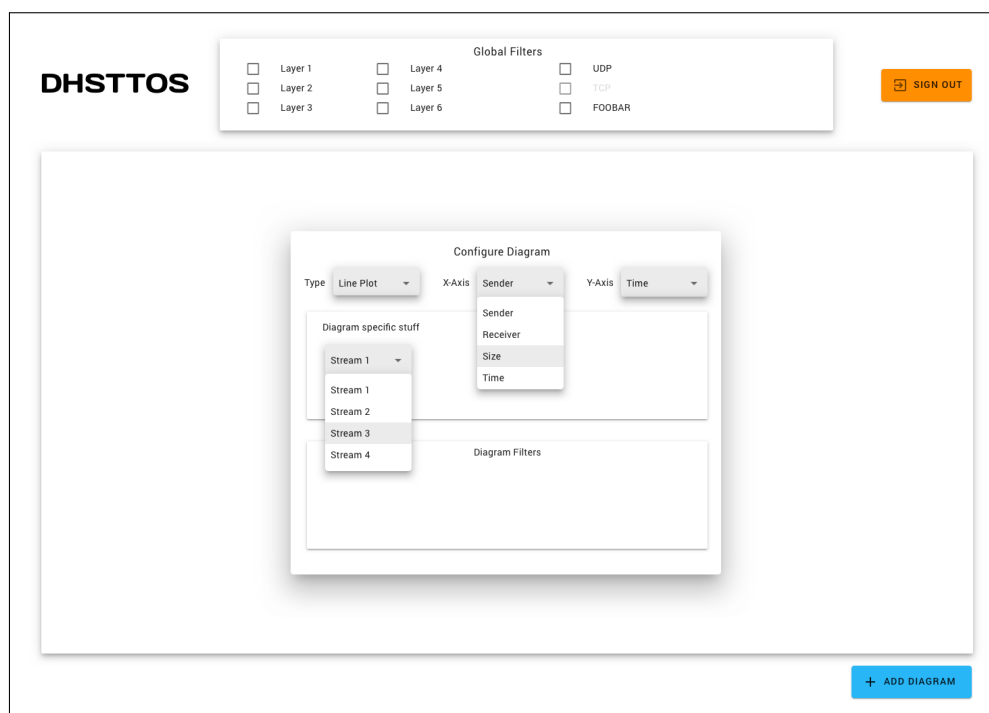 Global Filters
Layer 1 Layer 4 UDP
DHSTTOS Layer 2 Layer 5 TCP SIGN OUT
Layer 3 Layer 6 FOOBAR
Configure Diagram
Type Line Plot X-Axis Sender Y-Axis Time
Sender
Diagram specific stuff
Receiver
Stream 1 Size
Time
Stream 1
Stream 2
Stream 3
Stream 4 Diagram Filters
ADD DIAGRAM